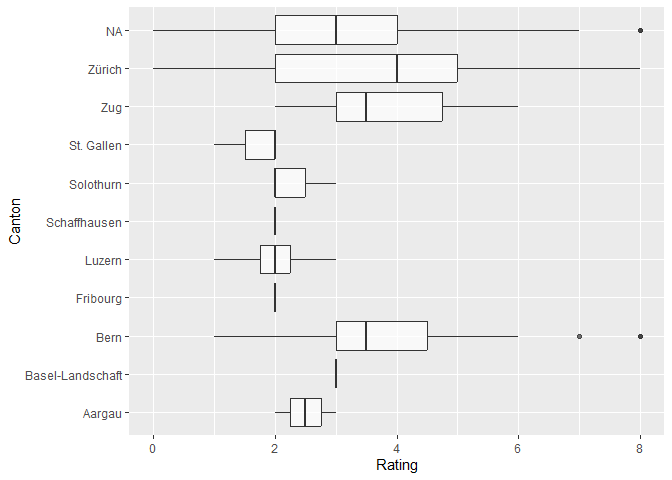 NA
Zürich
Zug
St. Gallen
Solothurn
Schaffhausen
Luzern
Fribourg
Bern
Basel-Landschaft
Aargau
Canton
0 2 4 6 8
Rating